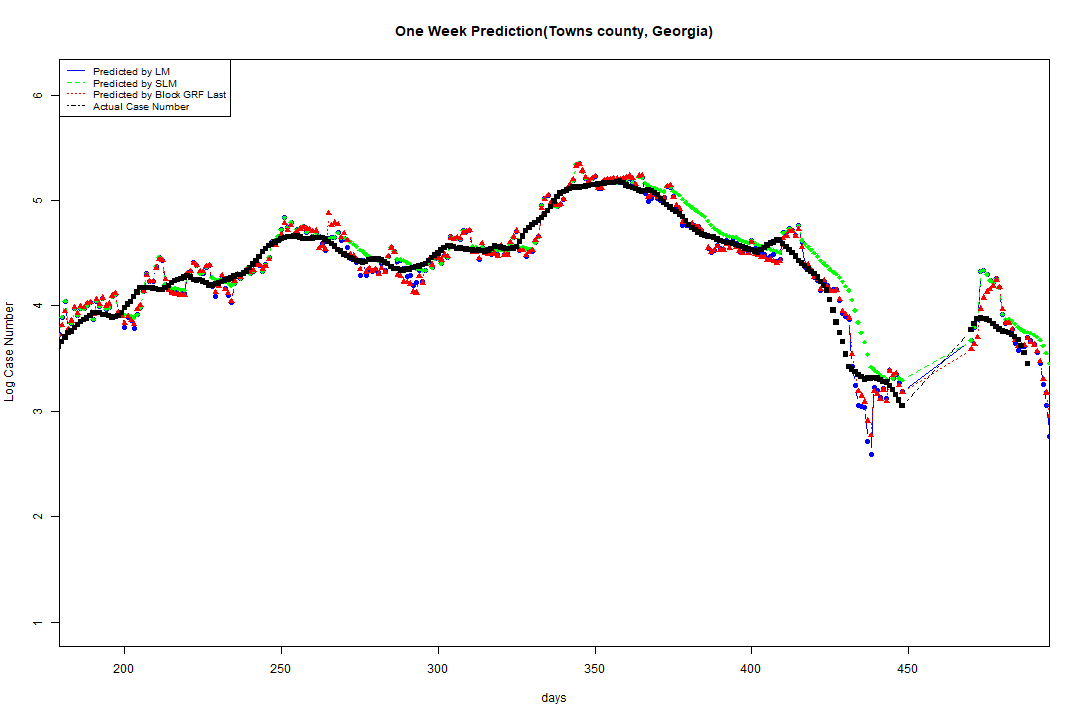 One Week Prediction(Towns county, Georgia)
Predicted by LM
Predicted by SLM
Predicted by Block GRF Last
Actual Case Number
Log Case Number
6
5
4
3
2
1
200 250 300 350 400 450
days